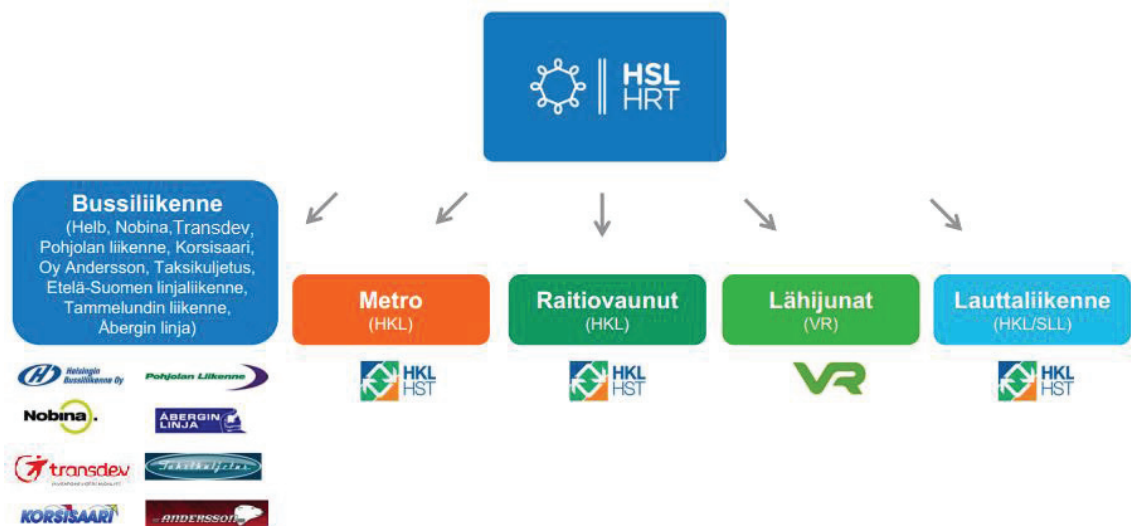 HSL
HRT
Bussiliikenne
(Helb, Nobina,Transdev,
Pohjolan liikenne, Korsisaari,
Oy Andersson, Taksikuljetus,
Etelä-Suomen linjaliikenne,
Tammelundin liikenne,
Åbergin linja)
Metro
(HKL)
Raitiovaunut
(HKL)
Lähijunat
(VR)
Lauttaliikenne
(HKL/SLL)
Helsingin
Bussiliikenne Oy
Pohjolan Liikenne
HKL
HST
HKL
HST
VR
HKL
HST
Nobina.
ÅBERGIN
LINJA
transdev
Taksikuljetus
KORSISAARI
ANDERSSON